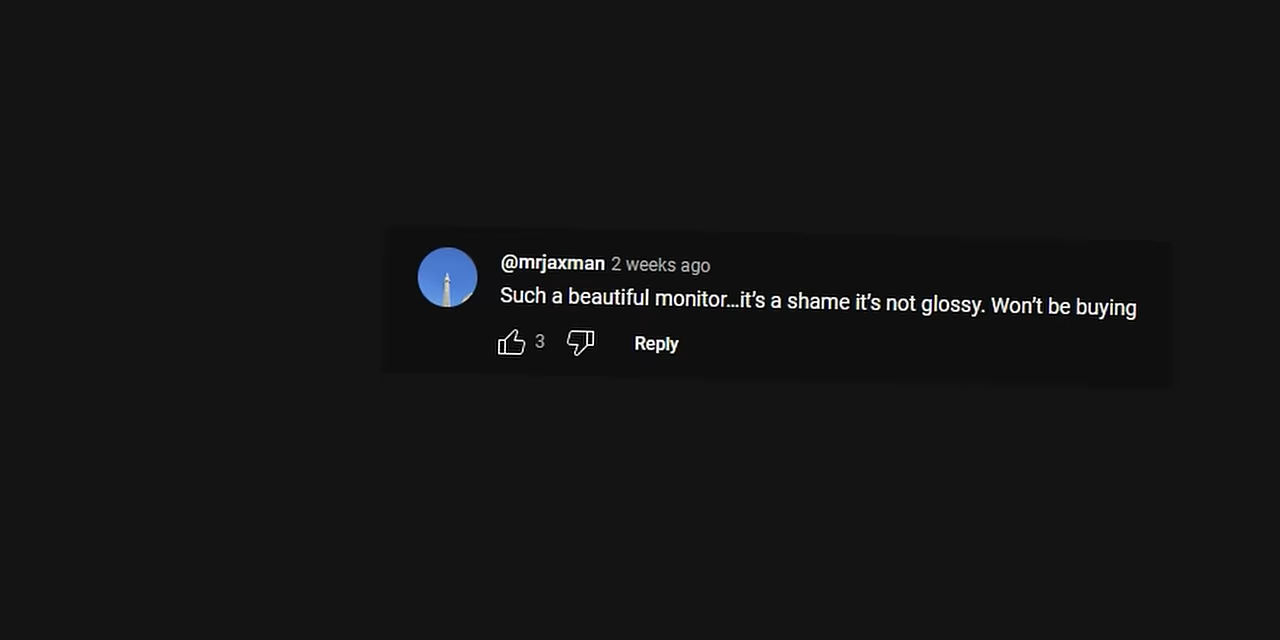 @mrjaxman 2 weeks ago
Such a beautiful monitor...it's a shame it's not glossy. Won't be buying
3 Reply